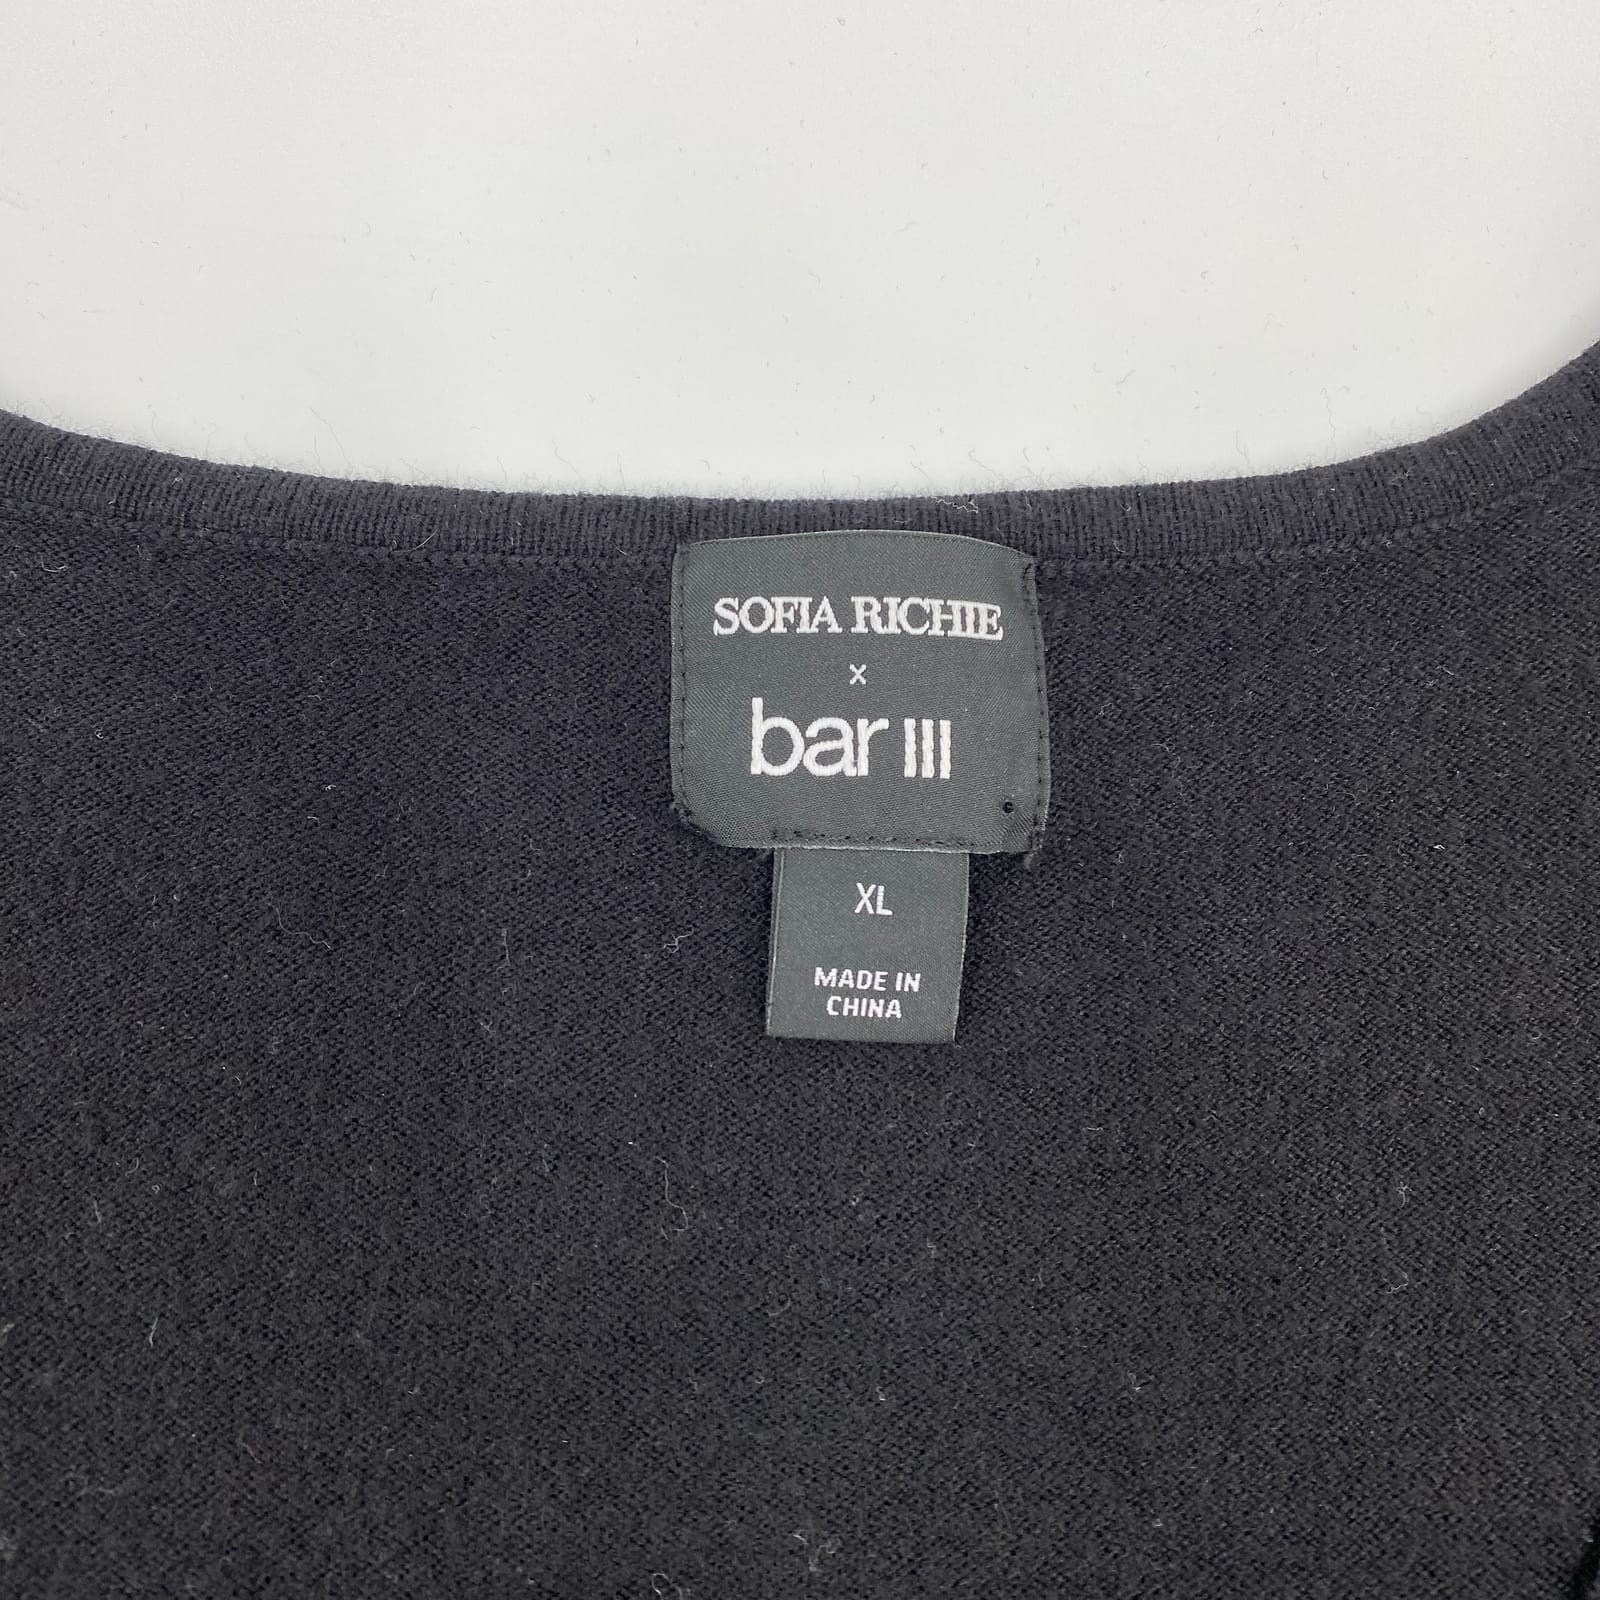 SOFIA RICHIE
x
bar III
XL
MADE IN
CHINA